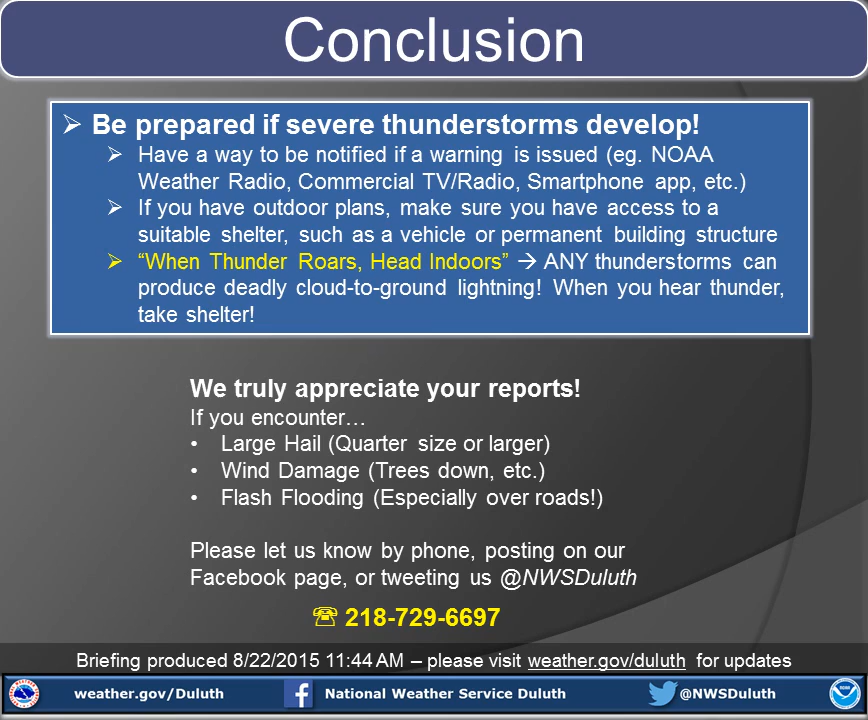 Conclusion
➢ Be prepared if severe thunderstorms develop!
➢ Have a way to be notified if a warning is issued (eg. NOAA
Weather Radio, Commercial TV/Radio, Smartphone app, etc.)
➢ If you have outdoor plans, make sure you have access to a
suitable shelter, such as a vehicle or permanent building structure
➢ “When Thunder Roars, Head Indoors” → ANY thunderstorms can
produce deadly cloud-to-ground lightning! When you hear thunder,
take shelter!
We truly appreciate your reports!
If you encounter…
• Large Hail (Quarter size or larger)
• Wind Damage (Trees down, etc.)
• Flash Flooding (Especially over roads!)
Please let us know by phone, posting on our
Facebook page, or tweeting us @NWSDuluth
☎ 218-729-6697
Briefing produced 8/22/2015 11:44 AM – please visit weather.gov/duluth for updates
weather.gov/Duluth f National Weather Service Duluth @NWSDuluth